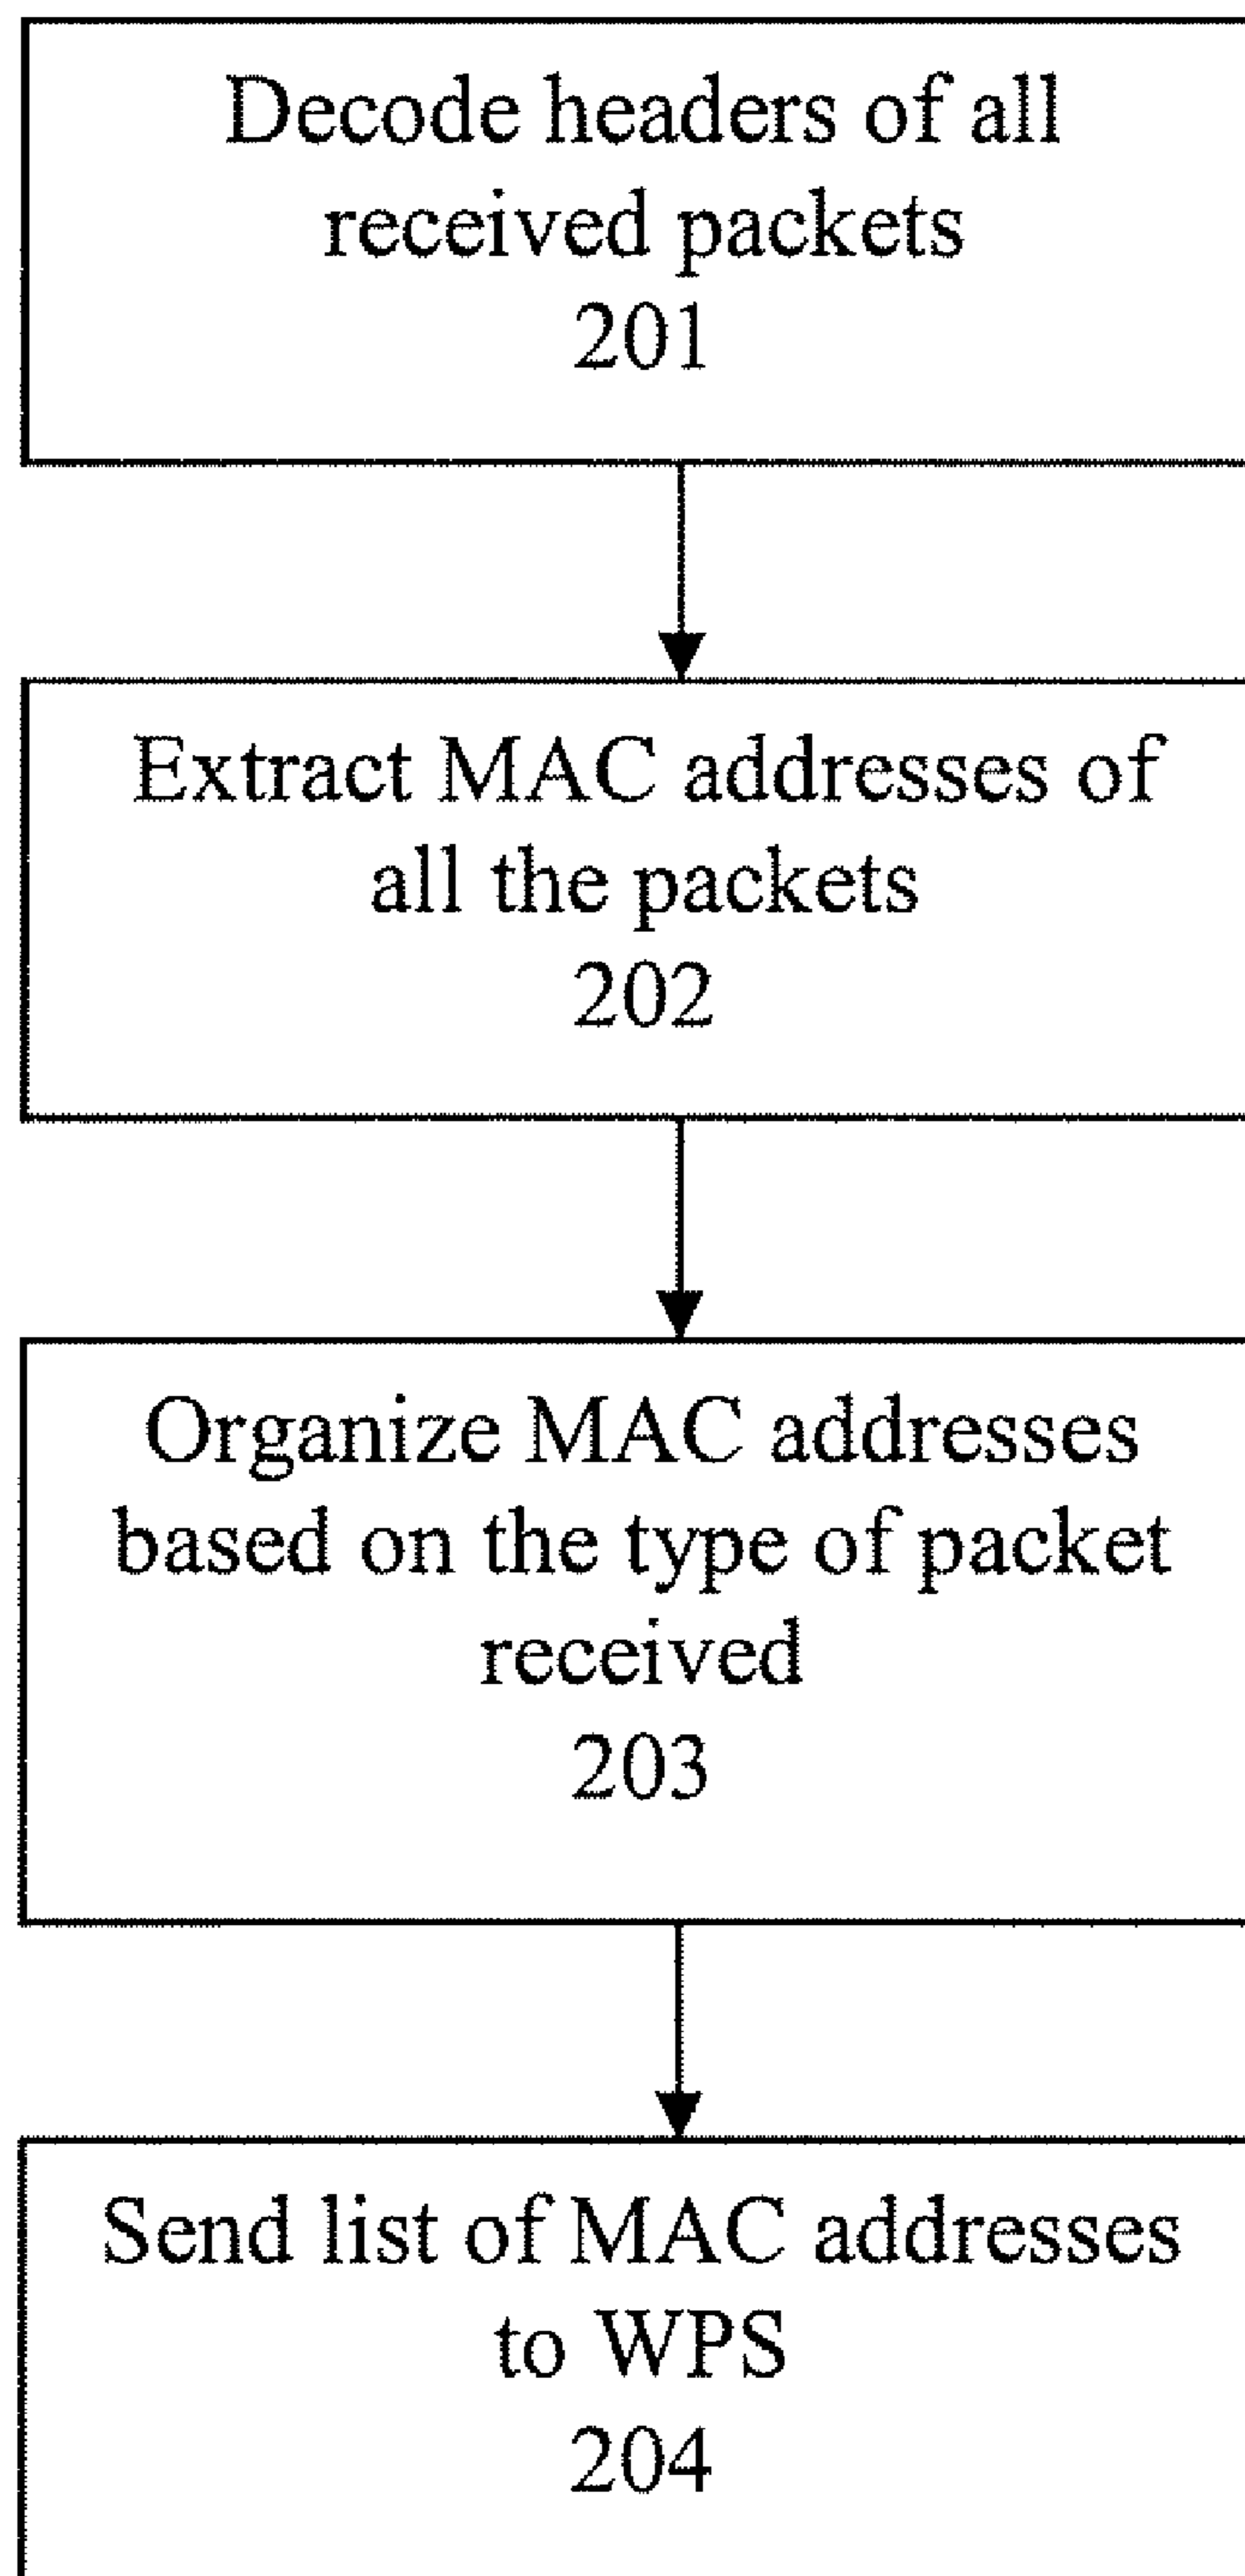 Decode headers of all
received packets
201
Extract MAC addresses of
all the packets
202
Organize MAC addresses
based on the type of packet
received
203
Send list of MAC addresses
to WPS
204